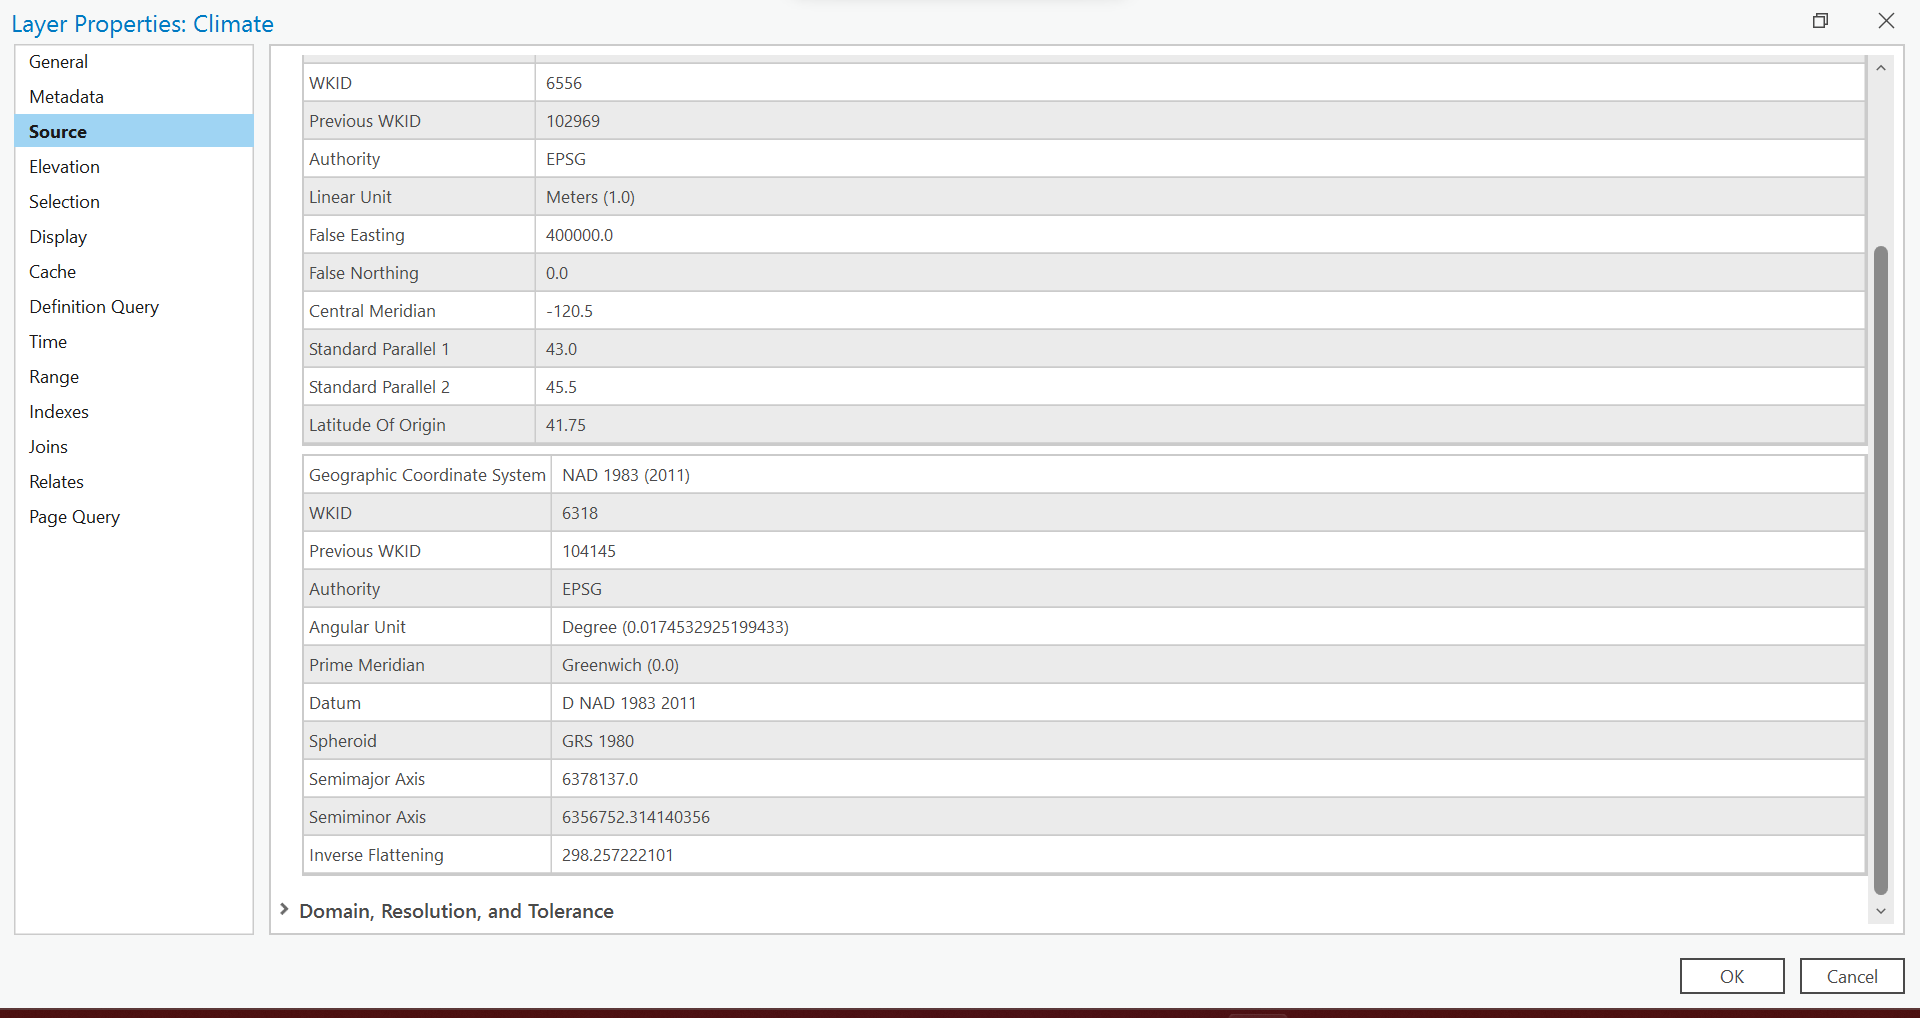 Layer Properties: Climate
General
Metadata
Source
Elevation
Selection
Display
Cache
Definition Query
Time
Range
Indexes
Joins
Relates
Page Query
WKID 6556
Previous WKID 102969
Authority EPSG
Linear Unit Meters (1.0)
False Easting 400000.0
False Northing 0.0
Central Meridian -120.5
Standard Parallel 1 43.0
Standard Parallel 2 45.5
Latitude Of Origin 41.75
Geographic Coordinate System NAD 1983 (2011)
WKID 6318
Previous WKID 104145
Authority EPSG
Angular Unit Degree (0.0174532925199433)
Prime Meridian Greenwich (0.0)
Datum D NAD 1983 2011
Spheroid GRS 1980
Semimajor Axis 6378137.0
Semiminor Axis 6356752.314140356
Inverse Flattening 298.257222101
Domain, Resolution, and Tolerance
OK Cancel